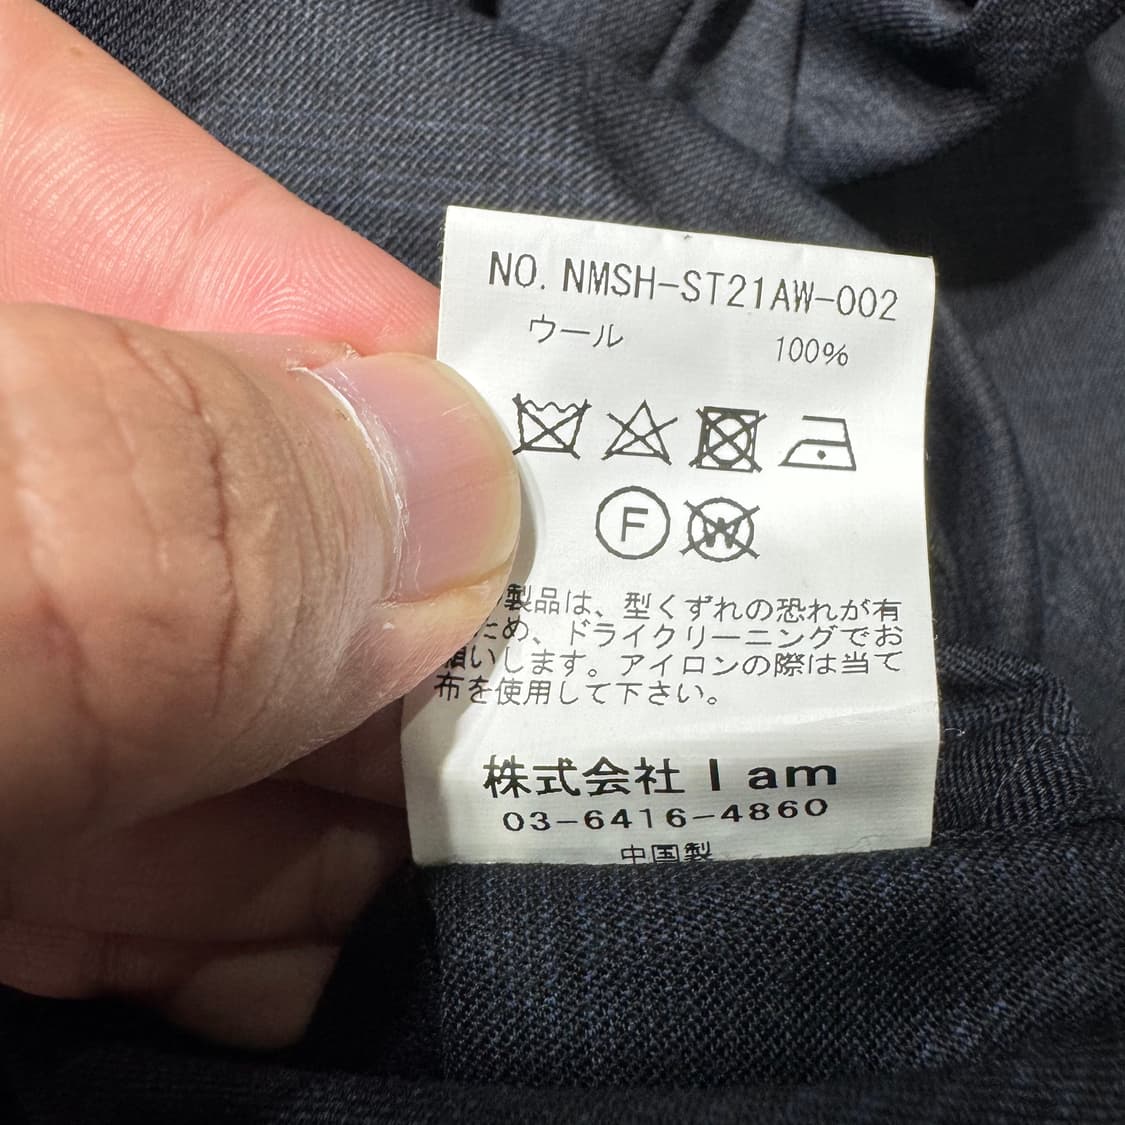 NO. NMSH-ST21AW-002
ウール 100%
F W
製品は、型くずれの恐れが有
ため、ドライクリーニングでお
願いします。アイロンの際は当て
布を使用して下さい。
株式会社 I am
03-6416-4860
中国製